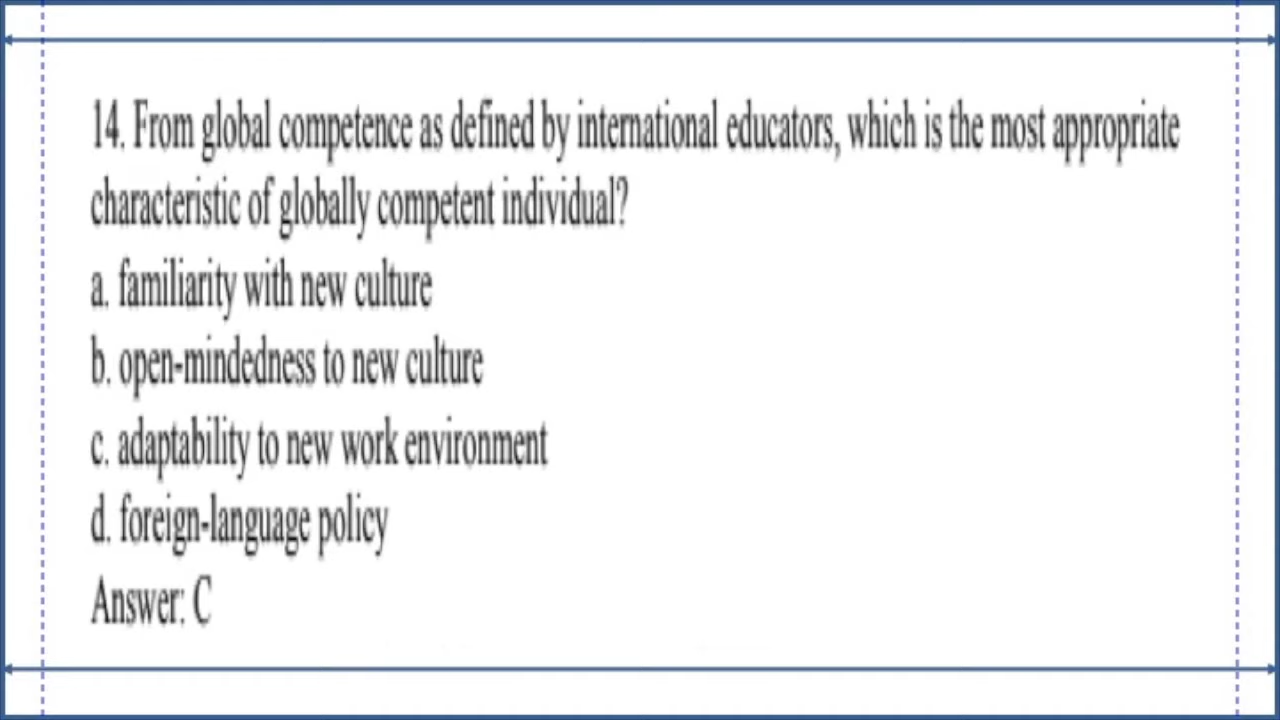 14. From global competence as defined by international educators, which is the most appropriate
characteristic of globally competent individual?
a. familiarity with new culture
b. open-mindedness to new culture
c. adaptability to new work environment
d. foreign-language policy
Answer: C